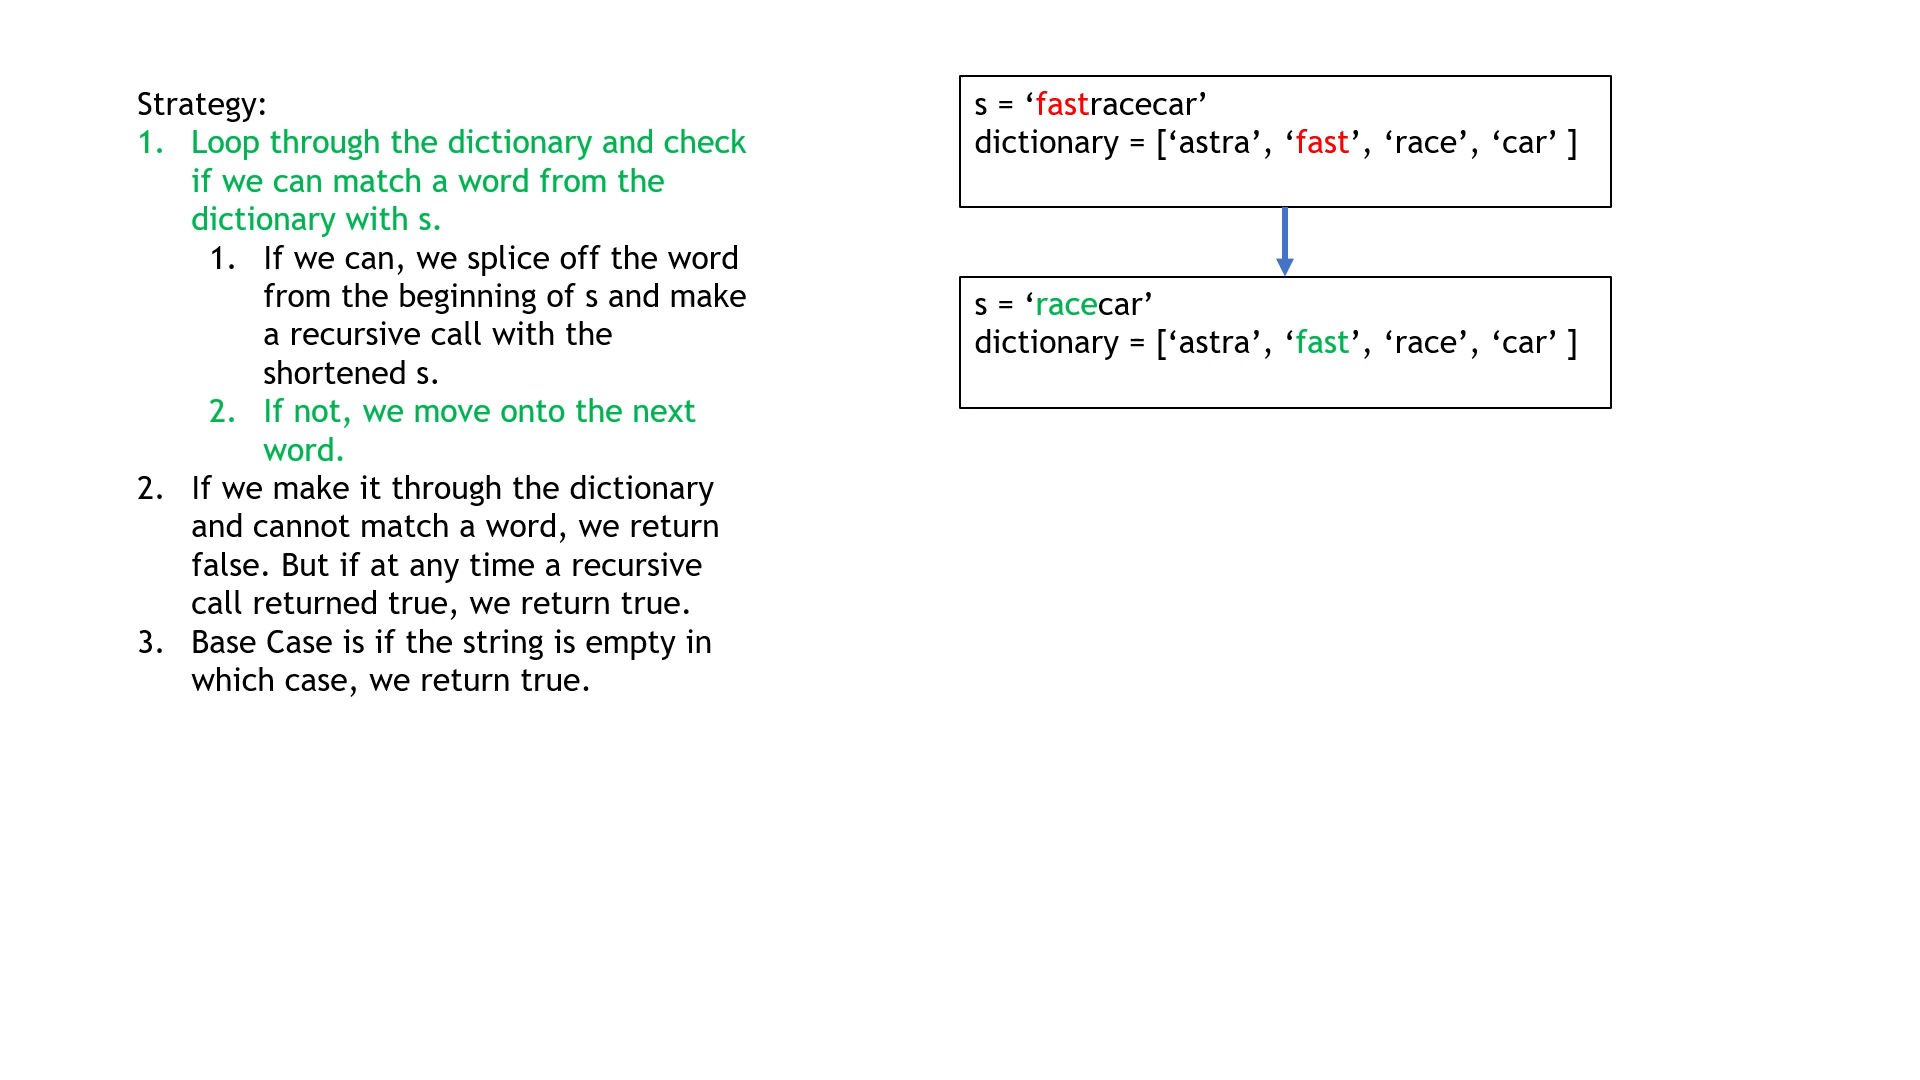 Strategy:
1. Loop through the dictionary and check
if we can match a word from the
dictionary with s.
1. If we can, we splice off the word
from the beginning of s and make
a recursive call with the
shortened s.
2. If not, we move onto the next
word.
2. If we make it through the dictionary
and cannot match a word, we return
false. But if at any time a recursive
call returned true, we return true.
3. Base Case is if the string is empty in
which case, we return true.
s = ‘fastracecar’
dictionary = [‘astra’, ‘fast’, ‘race’, ‘car’ ]
s = ‘racecar’
dictionary = [‘astra’, ‘fast’, ‘race’, ‘car’ ]